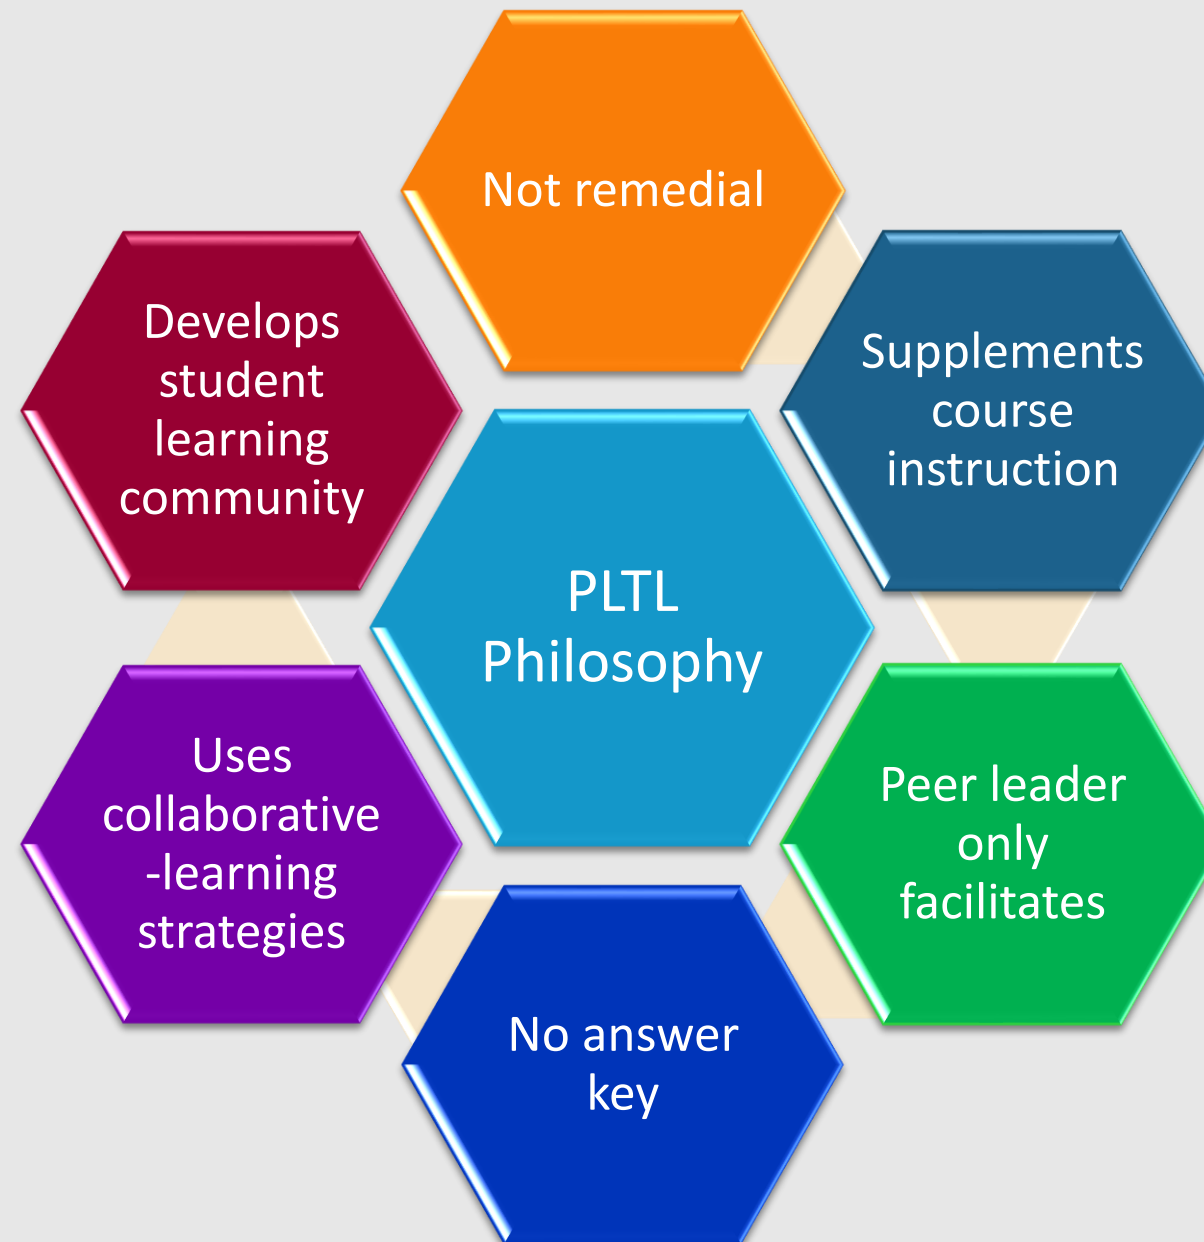 Not remedial
Supplements
course
instruction
Peer leader
only
facilitates
No answer
key
Uses
collaborative
-learning
strategies
Develops
student
learning
community
PLTL
Philosophy